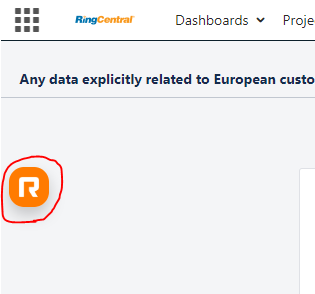 RingCentral Dashboards Proje
Any data explicitly related to European custo
R